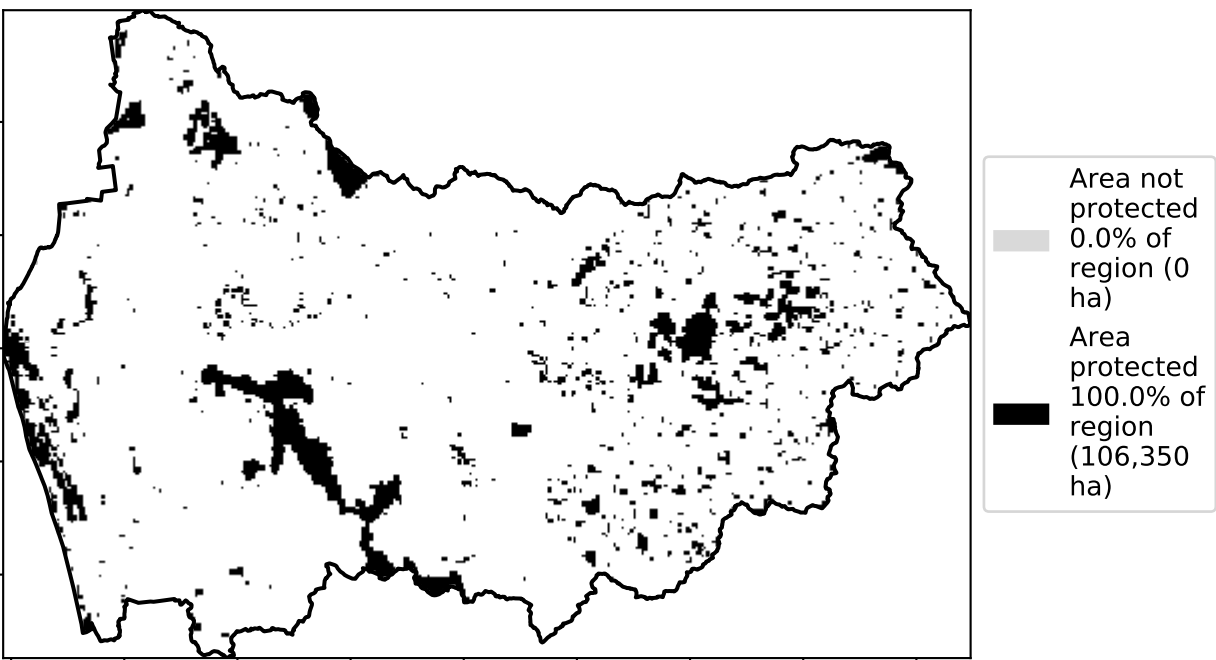 Area not
protected
0.0% of
region (0
ha)
Area
protected
100.0% of
region
(106,350
ha)